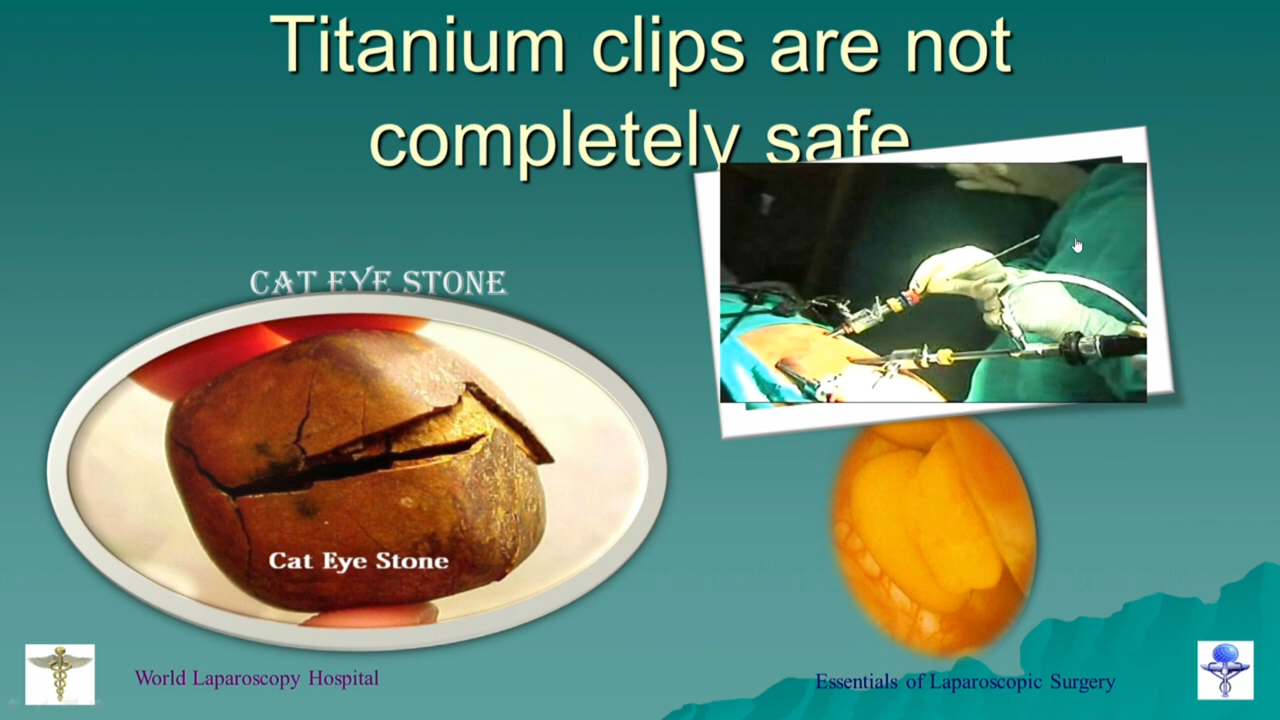 Titanium clips are not
completely safe
CAT EYE STONE
Cat Eye Stone
World Laparoscopy Hospital
Essentials of Laparoscopic Surgery